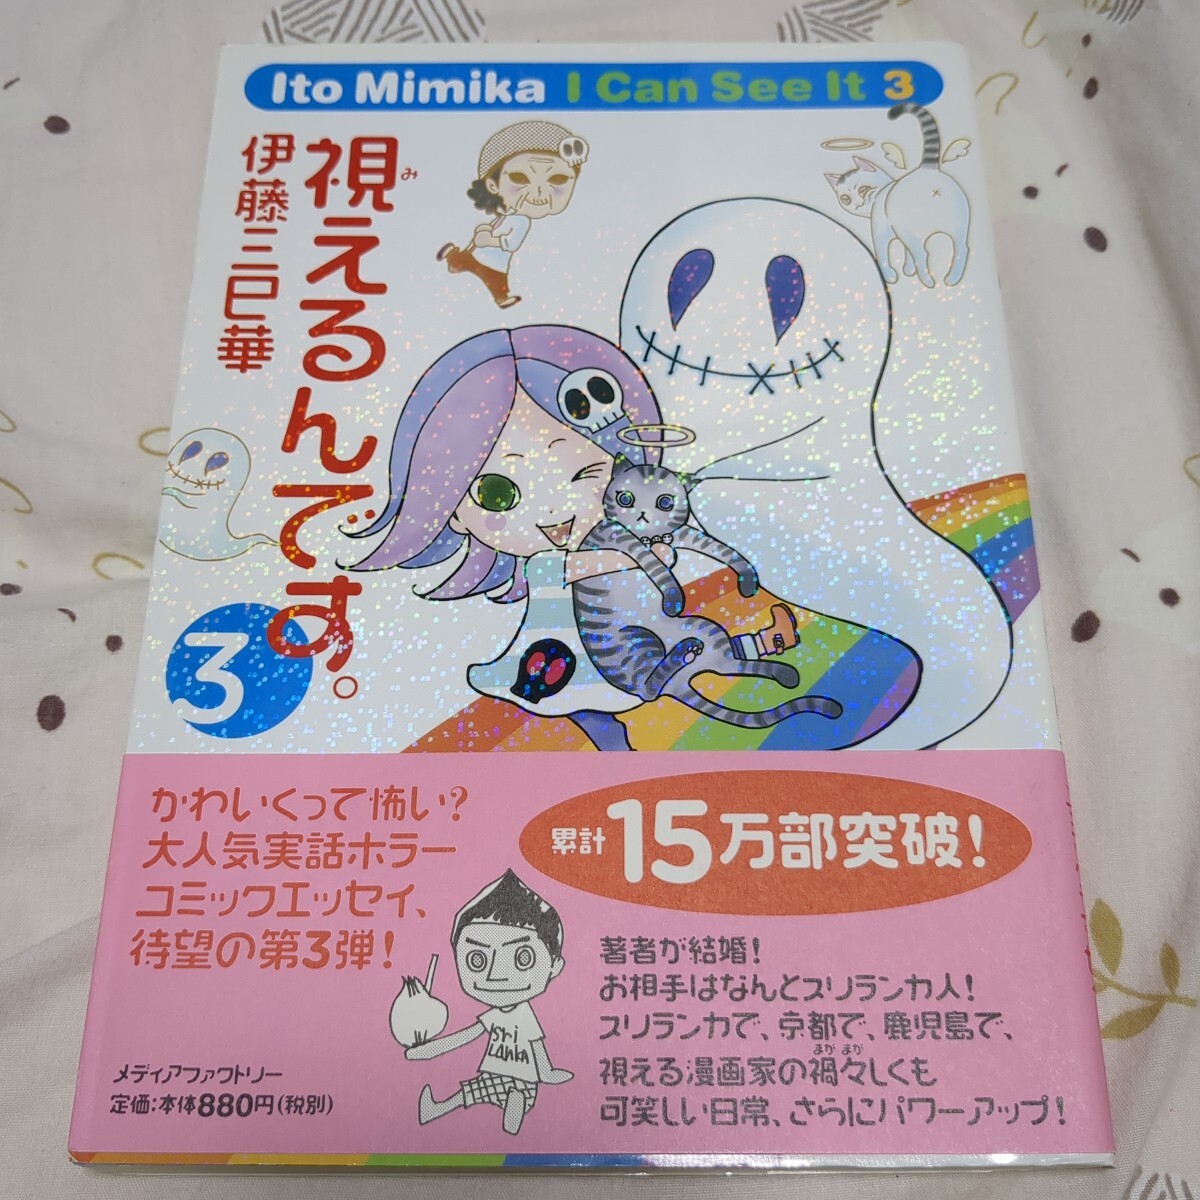 Ito Mimika I Can See It 3
視えるんです。
み
伊藤三巳華
3
かわいくって怖い?
大人気実話ホラー
コミックエッセイ、
待望の第3弾!
累計15万部突破!
著者が結婚!
お相手はなんとスリランカ人!
スリランカで、京都で、鹿児島で、
視える漫画家の禍々しくも
まが まが
可笑しい日常、さらにパワーアップ!
Sri
LanKA
メディアファクトリー
定価:本体880円(税別)